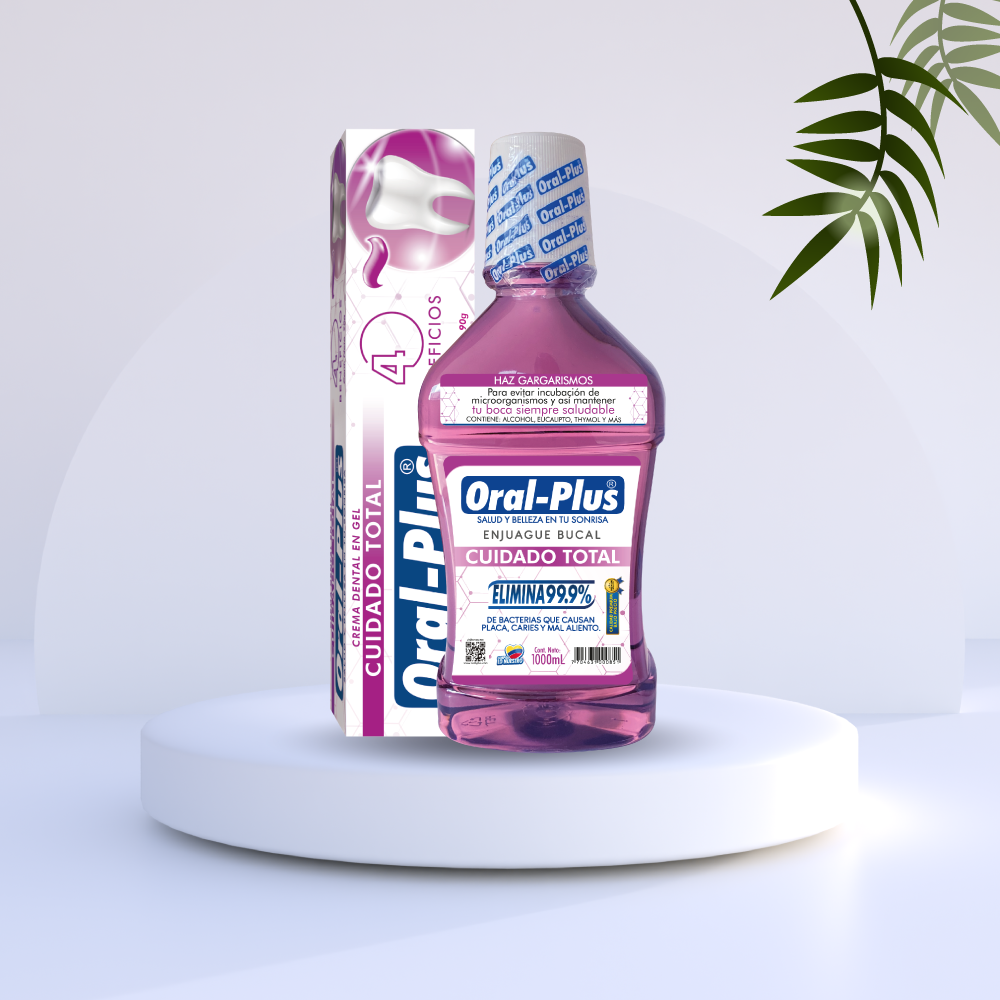 4
EFICIOS
90g
CREMA DENTAL EN GEL
CUIDADO TOTAL
Oral-Plus®
Oral-Plus
Oral-Plus
Oral-Plus
Oral-Plus
HAZ GARGARISMOS
Para evitar incubación de
microorganismos y así mantener
tu boca siempre saludable
CONTIENE: ALCOHOL, EUCALIPTO, THYMOL Y MÁS
Oral-Plus®
SALUD Y BELLEZA EN TU SONRISA
ENJUAGUE BUCAL
CUIDADO TOTAL
ELIMINA 99.9%
DE BACTERIAS QUE CAUSAN
PLACA, CARIES Y MAL ALIENTO.
Cont. Neto:
1000mL